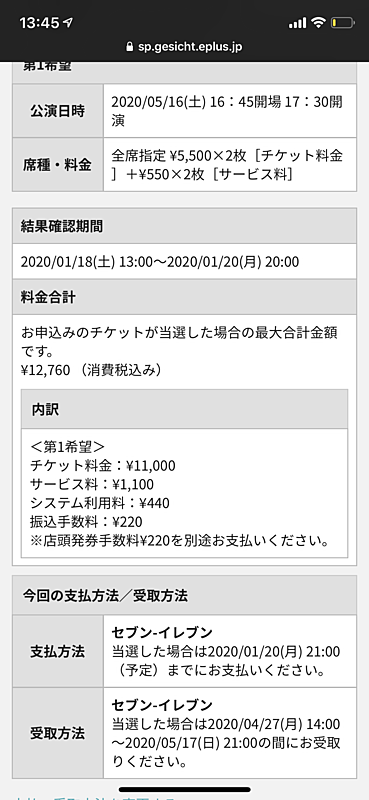 13:45
sp.gesicht.eplus.jp
第1希望
公演日時
2020/05/16(土) 16：45開場 17：30開
演
席種・料金
全席指定 ¥5,500×2枚［チケット料金
］＋¥550×2枚［サービス料］
結果確認期間
2020/01/18(土) 13:00～2020/01/20(月) 20:00
料金合計
お申込みのチケットが当選した場合の最大合計金額
です。
¥12,760 （消費税込み）
内訳
＜第1希望＞
チケット料金：¥11,000
サービス料：¥1,100
システム利用料：¥440
振込手数料：¥220
※店頭発券手数料¥220を別途お支払いください。
今回の支払方法／受取方法
支払方法
セブン-イレブン
当選した場合は2020/01/20(月) 21:00
（予定）までにお支払いください。
受取方法
セブン-イレブン
当選した場合は2020/04/27(月) 14:00
～2020/05/17(日) 21:00の間にお受取
りください。